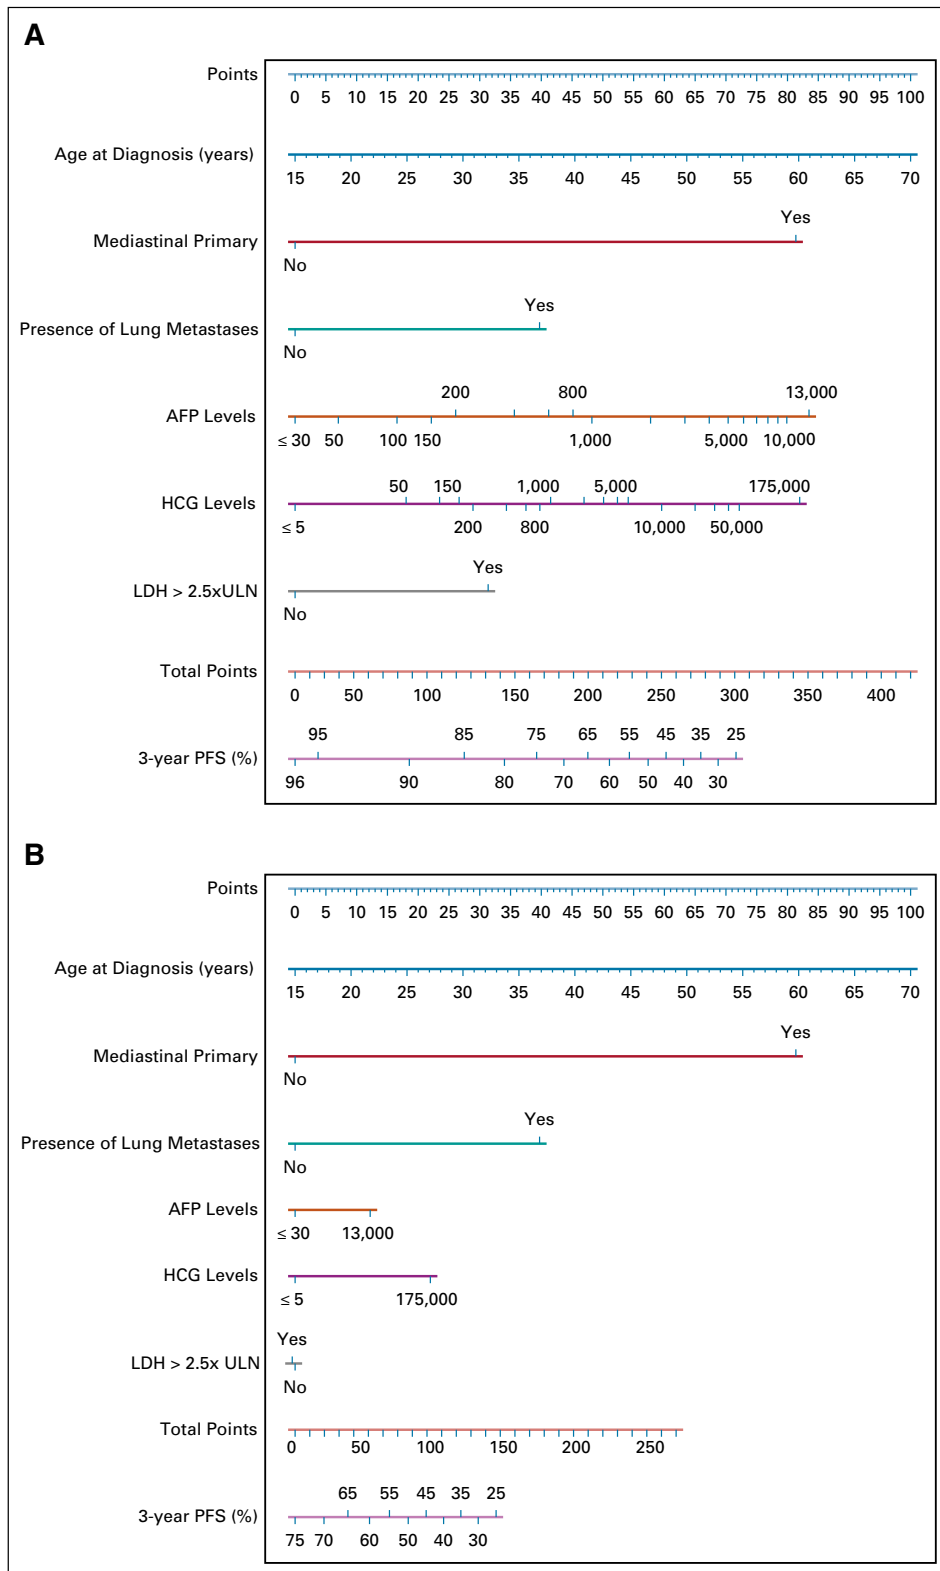 A
Points
0 5 10 15 20 25 30 35 40 45 50 55 60 65 70 75 80 85 90 95 100
Age at Diagnosis (years)
15 20 25 30 35 40 45 50 55 60 65 70
Yes
Mediastinal Primary
No
Yes
Presence of Lung Metastases
No
200 800 13,000
AFP Levels
≤ 30 50 100 150 1,000 5,000 10,000
50 150 1,000 5,000 175,000
HCG Levels
≤ 5 200 800 10,000 50,000
Yes
LDH > 2.5xULN
No
Total Points
0 50 100 150 200 250 300 350 400
95 85 75 65 55 45 35 25
3-year PFS (%)
96 90 80 70 60 50 40 30
B
Points
0 5 10 15 20 25 30 35 40 45 50 55 60 65 70 75 80 85 90 95 100
Age at Diagnosis (years)
15 20 25 30 35 40 45 50 55 60 65 70
Yes
Mediastinal Primary
No
Yes
Presence of Lung Metastases
No
AFP Levels
≤ 30 13,000
HCG Levels
≤ 5 175,000
Yes
LDH > 2.5x ULN
No
Total Points
0 50 100 150 200 250
65 55 45 35 25
3-year PFS (%)
75 70 60 50 40 30